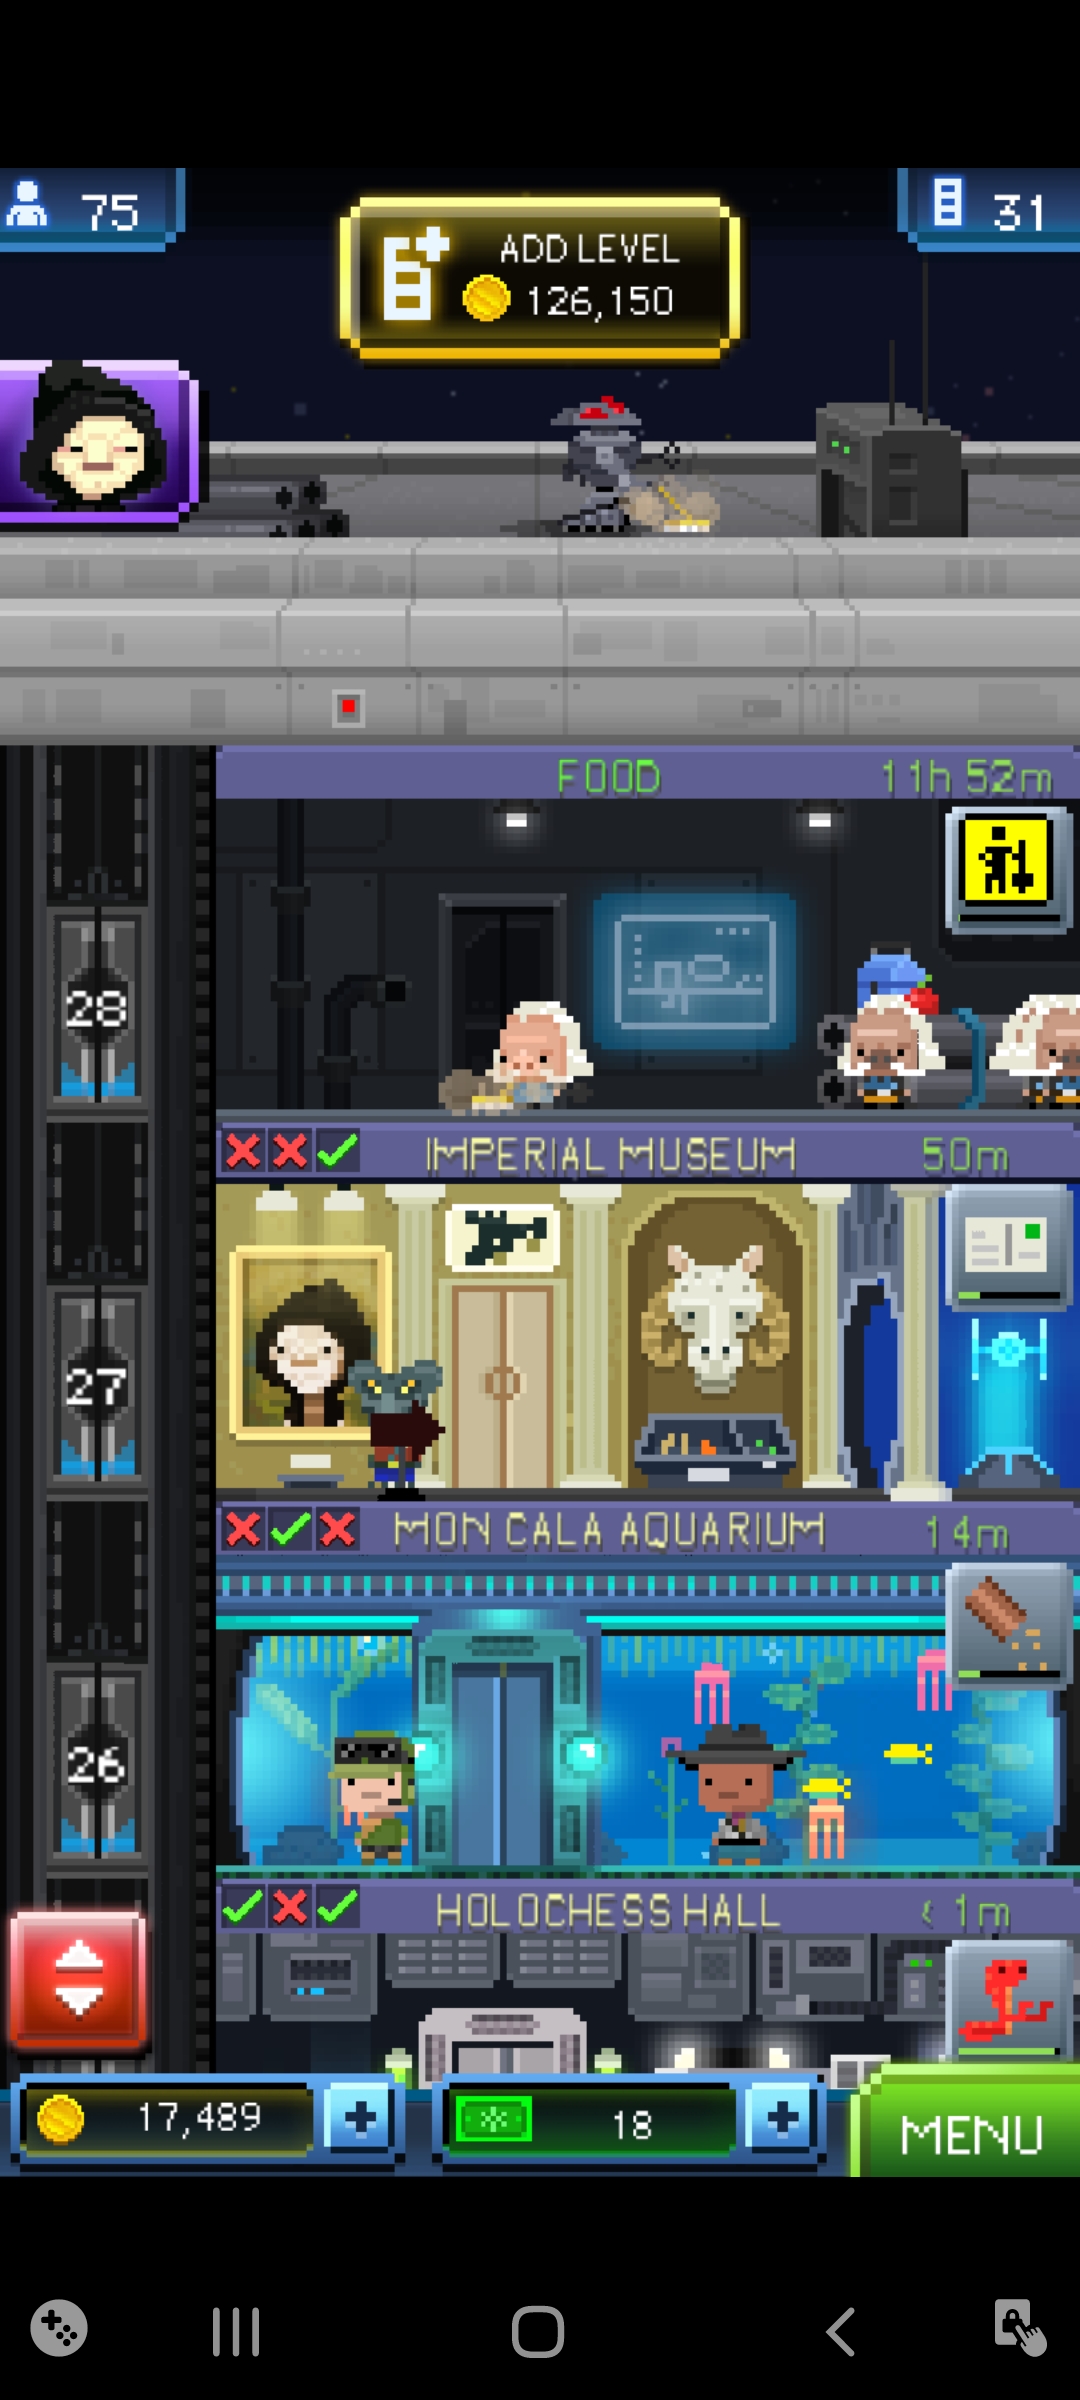 75
ADD LEVEL
126,150
31
FOOD 11h 52m
28
IMPERIAL MUSEUM 50m
27
MON CALA AQUARIUM 14m
26
HOLOCHESS HALL < 1m
17,489
18
MENU